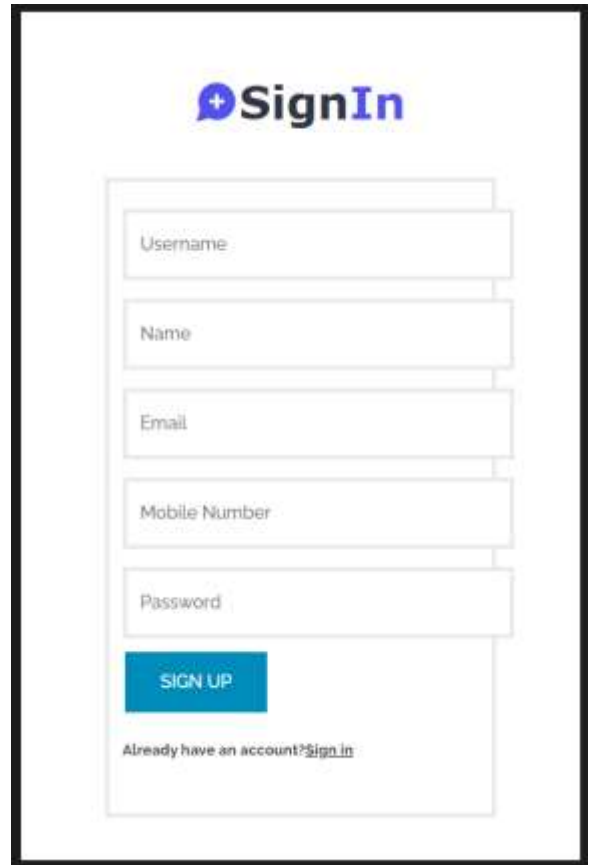 SignIn
Username
Name
Email
Mobile Number
Password
SIGN UP
Already have an account?Sign in